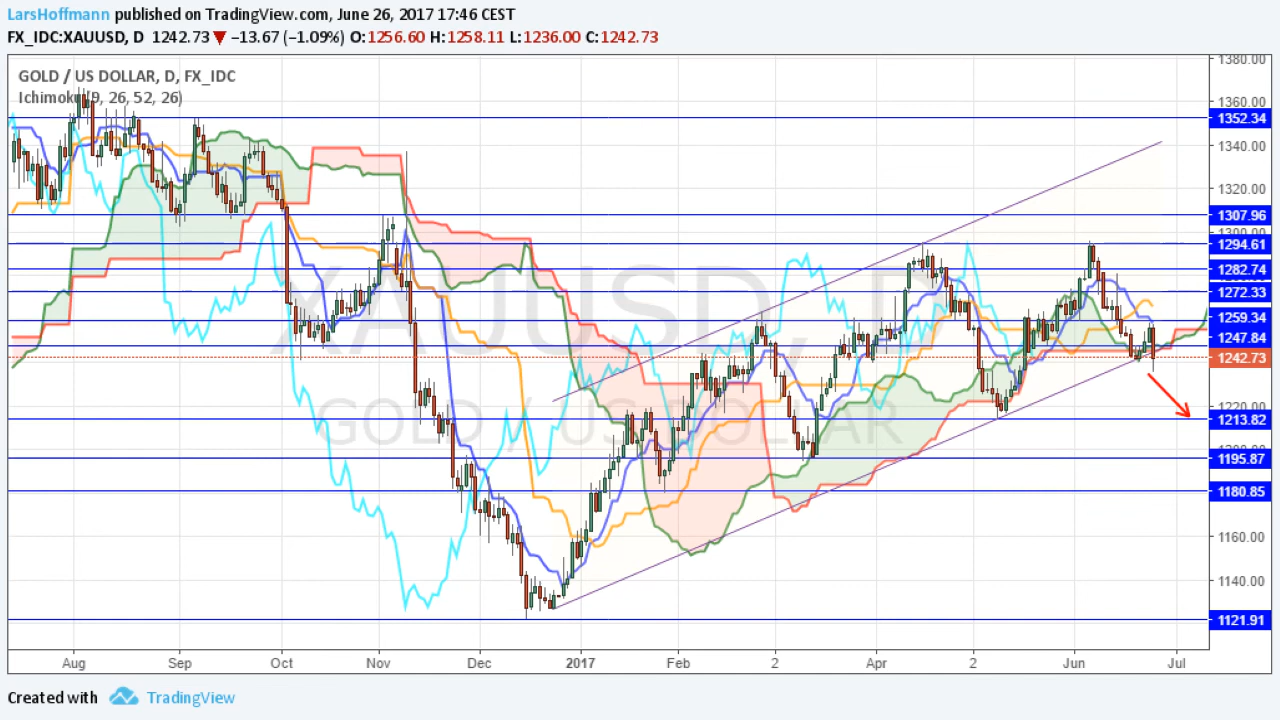 LarsHoffmann published on TradingView.com, June 26, 2017 17:46 CEST
FX_IDC:XAUUSD, D 1242.73 ▼ −13.67 (−1.09%) O:1256.60 H:1258.11 L:1236.00 C:1242.73
GOLD / US DOLLAR, D, FX_IDC
Ichimoku (9, 26, 52, 26)
XAUUSD, D
GOLD / US DOLLAR
1380.00
1360.00
1352.34
1340.00
1320.00
1307.96
1300.00
1294.61
1282.74
1272.33
1259.34
1247.84
1242.73
1220.00
1213.82
1200.00
1195.87
1180.85
1160.00
1140.00
1121.91
Aug Sep Oct Nov Dec 2017 Feb 2 Apr 2 Jun Jul
Created with TradingView